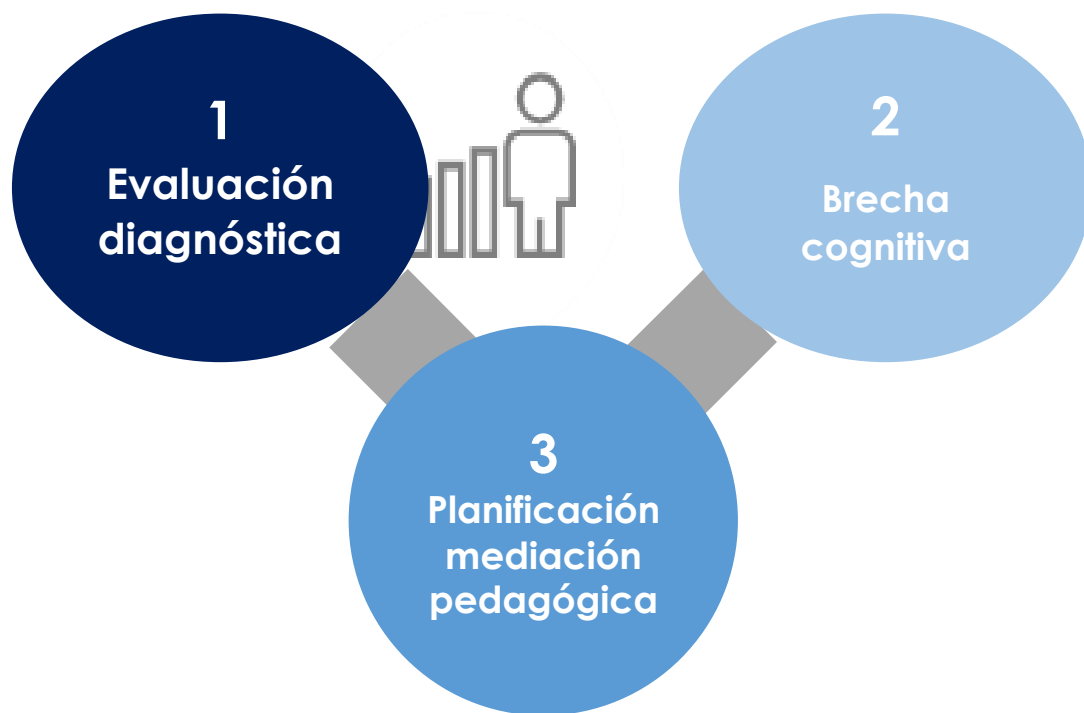 1
Evaluación
diagnóstica
2
Brecha
cognitiva
3
Planificación
mediación
pedagógica